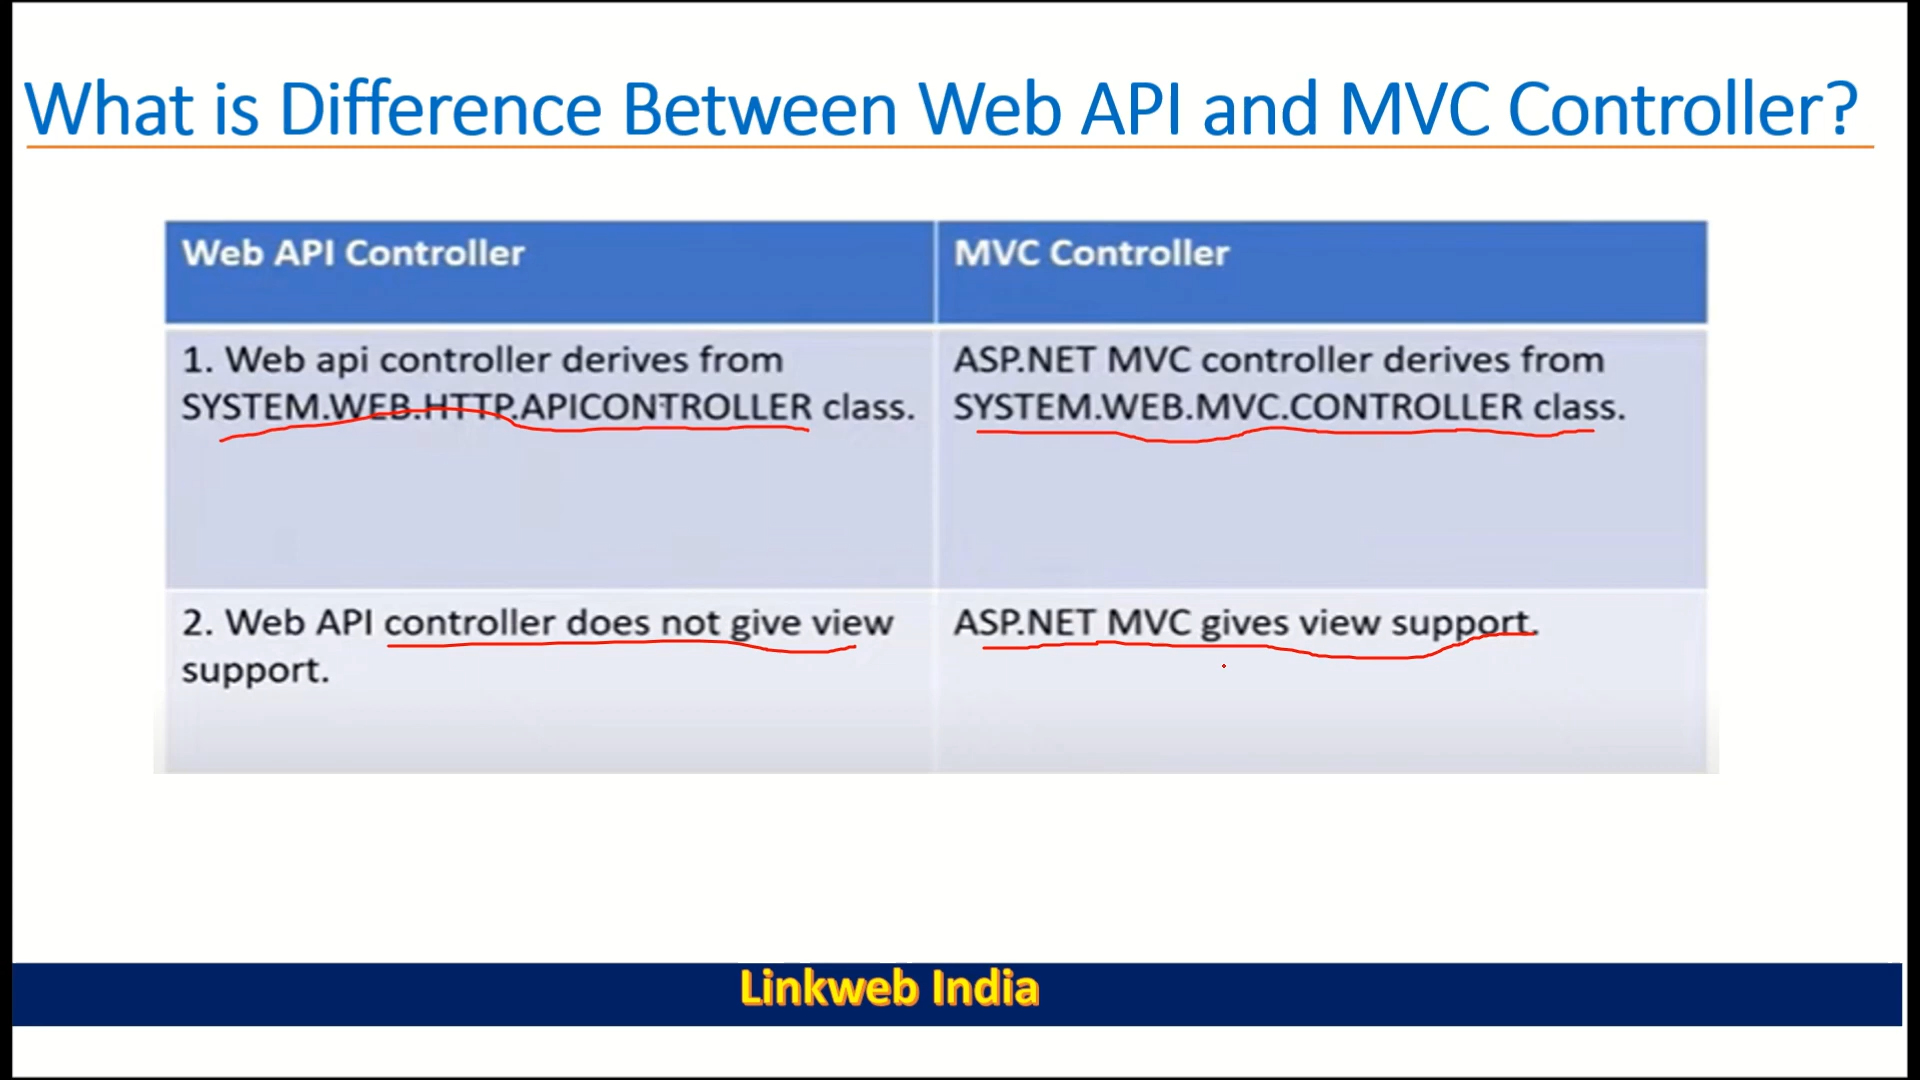 What is Difference Between Web API and MVC Controller?
Web API Controller
MVC Controller
1. Web api controller derives from
SYSTEM.WEB.HTTP.APICONTROLLER class.
ASP.NET MVC controller derives from
SYSTEM.WEB.MVC.CONTROLLER class.
2. Web API controller does not give view
support.
ASP.NET MVC gives view support.
Linkweb India